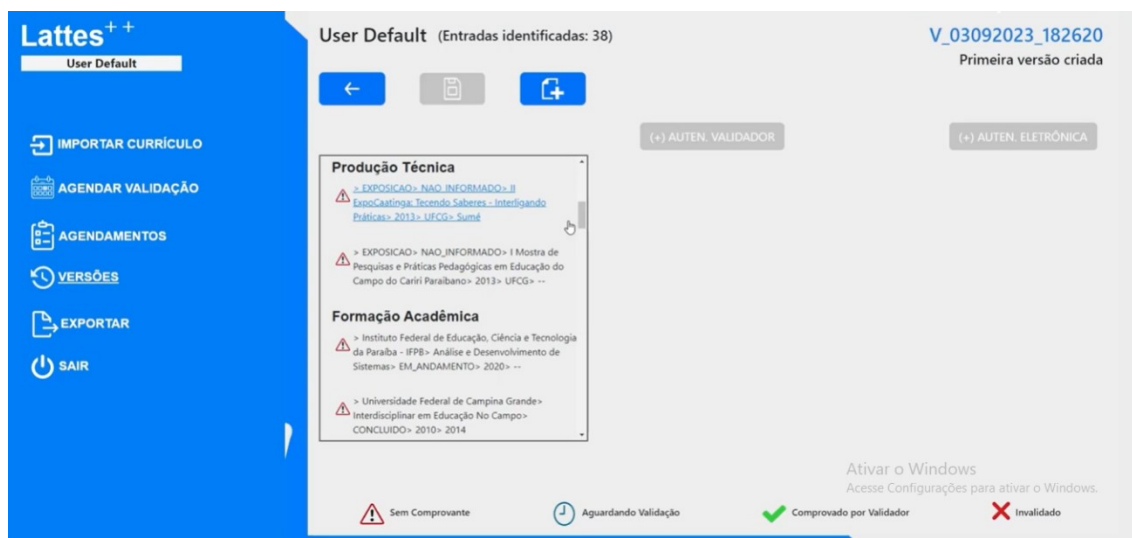 Lattes++
User Default
IMPORTAR CURRÍCULO
AGENDAR VALIDAÇÃO
AGENDAMENTOS
VERSÕES
EXPORTAR
SAIR
User Default (Entradas identificadas: 38)
V_03092023_182620
Primeira versão criada
(+) AUTEN. VALIDADOR
(+) AUTEN. ELETRÔNICA
Produção Técnica
> EXPOSICAO> NAO_INFORMADO> II
ExpoCaatinga: Tecendo Saberes - Interligando
Práticas> 2013> UFCG> Sumé
> EXPOSICAO> NAO_INFORMADO> I Mostra de
Pesquisas e Práticas Pedagógicas em Educação do
Campo do Cariri Paraibano> 2013> UFCG> --
Formação Acadêmica
> Instituto Federal de Educação, Ciência e Tecnologia
da Paraíba - IFPB> Análise e Desenvolvimento de
Sistemas> EM_ANDAMENTO> 2020> --
> Universidade Federal de Campina Grande>
Interdisciplinar em Educação No Campo>
CONCLUIDO> 2010> 2014
Ativar o Windows
Acesse Configurações para ativar o Windows.
Sem Comprovante
Aguardando Validação
Comprovado por Validador
Invalidado